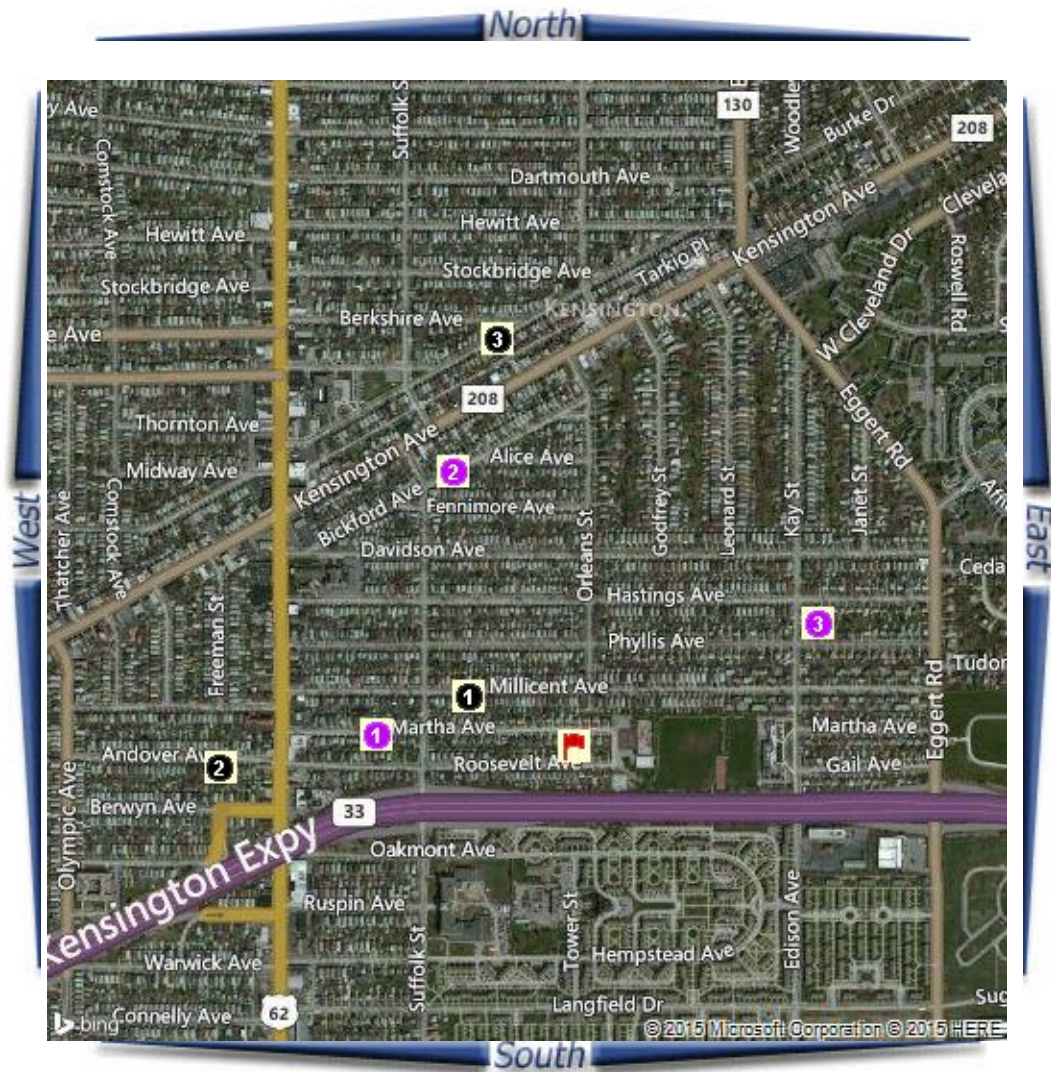 North
130
Suffolk St
Comstock Ave
Burke Dr
208
Dartmouth Ave
Hewitt Ave
Hewitt Ave
Kensington Ave
Tarkio Pl
Stockbridge Ave
Stockbridge Ave
W Cleveland Dr
Roswell Rd
KENSINGTON
Berkshire Ave
3
208
Eggert Rd
Thornton Ave
Kensington Ave
Alice Ave
2
Midway Ave
Comstock Ave
Thatcher Ave
Bickford Ave
Fennimore Ave
Davidson Ave
Orleans St
Godfrey St
Leonard St
Kay St
Janet St
West
East
Hastings Ave
3
Phyllis Ave
Freeman St
Millicent Ave
1
Eggert Rd
Martha Ave
1
Martha Ave
Andover Av
2
Roosevelt Ave
Gail Ave
Berwyn Ave
33
Olympic Ave
Kensington Expy
Oakmont Ave
Ruspin Ave
Suffolk St
Tower St
Edison Ave
Hempstead Ave
Warwick Ave
Langfield Dr
62
Connelly Ave
bing
© 2015 Microsoft Corporation © 2015 HERE
South